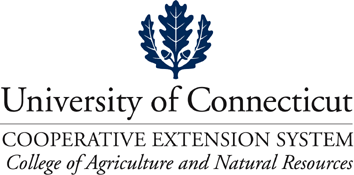 University of Connecticut
COOPERATIVE EXTENSION SYSTEM
College of Agriculture and Natural Resources